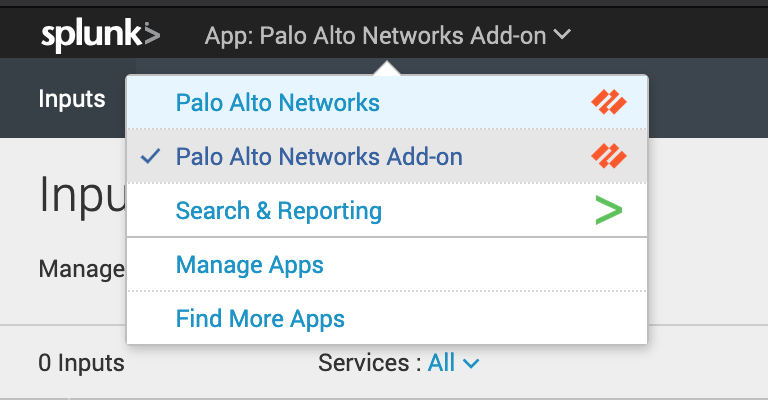 splunk> App: Palo Alto Networks Add-on
Inputs
Palo Alto Networks
Palo Alto Networks Add-on
Inpu
Search & Reporting
Manage
Manage Apps
Find More Apps
0 Inputs Services : All